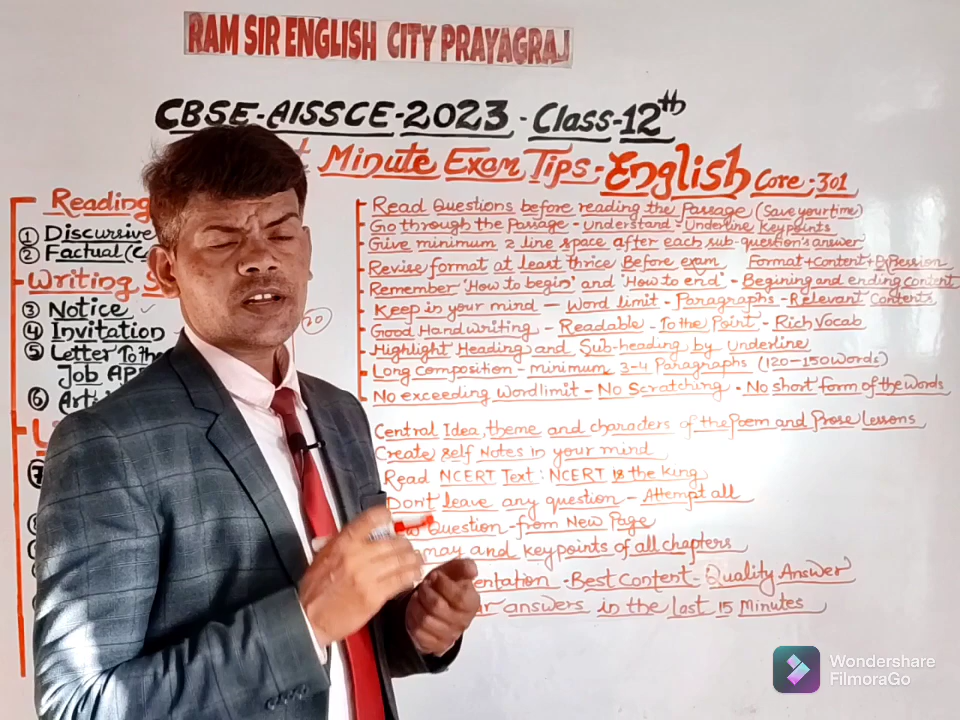 RAM SIR ENGLISH CITY PRAYAGRAJ
CBSE-AISSCE-2023 - Class-12th
Minute Exam Tips - English Core-301
Reading
① Discursive
② Factual
Writing
③ Notice
④ Invitation
⑤ Letter To the
Job
⑥
Read Questions before reading the Passage (Save your time)
Go through the Passage - Understand - Underline Keypoints
Give minimum 2 line space after each sub-question's answer
Revise format at least thrice Before exam Format+Content+Expression
Remember 'How to begin' and 'How to end' - Begining and ending content
Keep in your mind - Word limit - Paragraphs - Relevant Contents
Good Handwriting - Readable - To the Point - Rich Vocab
Highlight Heading and Sub-heading by underline
Long composition - minimum 3-4 Paragraphs (120-150 Words)
No exceeding Wordlimit - No Scratching - No short form of the words
Central Idea, theme and characters of the Poem and Prose lessons
Create self Notes in your mind
Read NCERT Text : NCERT is the King
Don't leave any question - Attempt all
Question - from New Page
and keypoints of all chapters
- Best Content - Quality Answer
answers in the last 15 Minutes
Wondershare
FilmoraGo